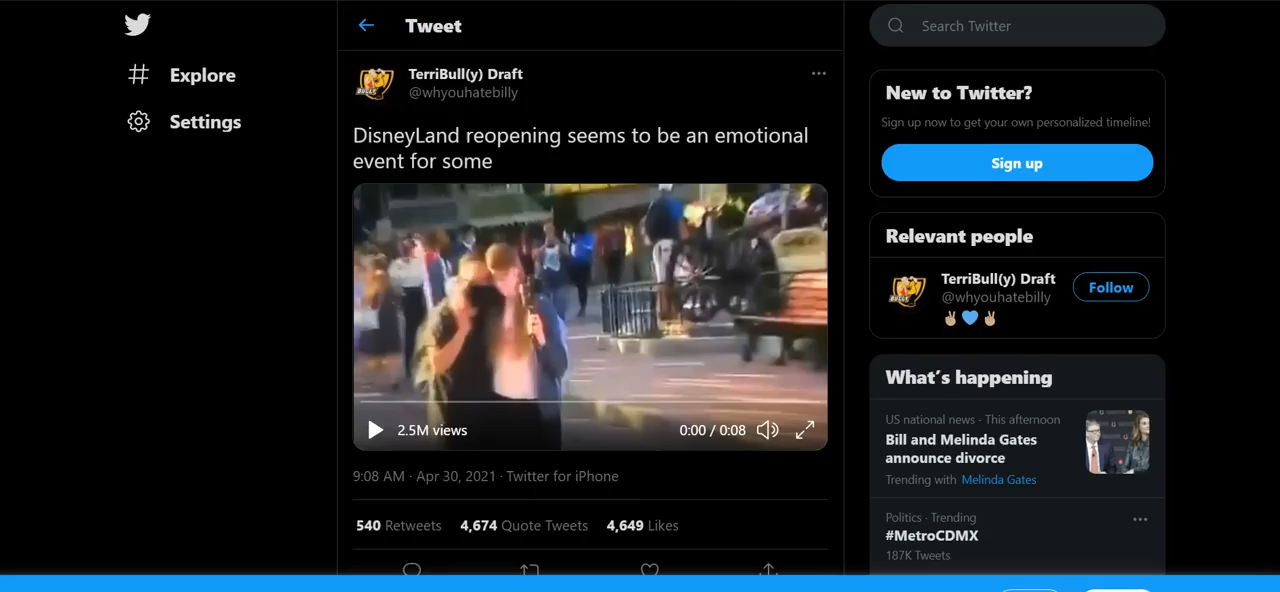 Explore
Settings
Tweet
TerriBull(y) Draft
@whyouhatebilly
DisneyLand reopening seems to be an emotional
event for some
2.5M views
0:00 / 0:08
9:08 AM · Apr 30, 2021 · Twitter for iPhone
540 Retweets 4,674 Quote Tweets 4,649 Likes
Search Twitter
New to Twitter?
Sign up now to get your own personalized timeline!
Sign up
Relevant people
TerriBull(y) Draft
@whyouhatebilly
Follow
✌🏼💙✌🏼
What's happening
US national news · This afternoon
Bill and Melinda Gates
announce divorce
Trending with Melinda Gates
Politics · Trending
#MetroCDMX
187K Tweets